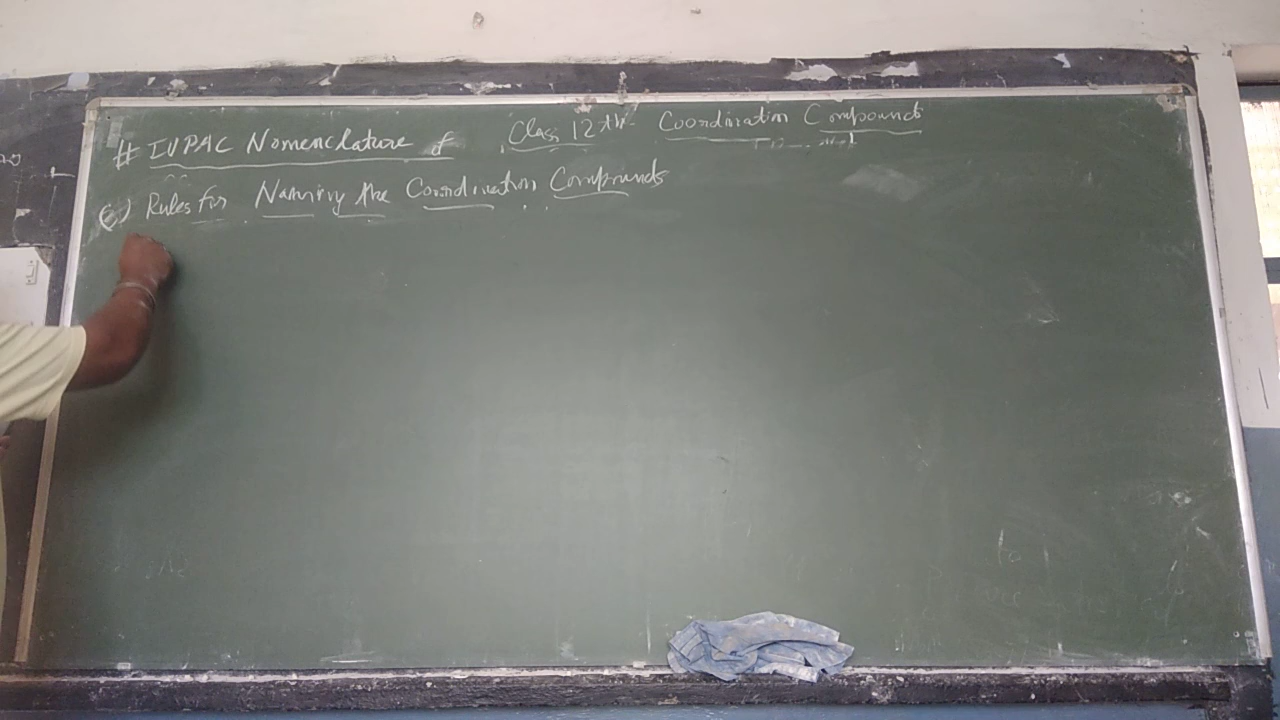 # IUPAC Nomenclature of Class 12th Coordination Compounds
Rules for Naming the Coordination Compounds